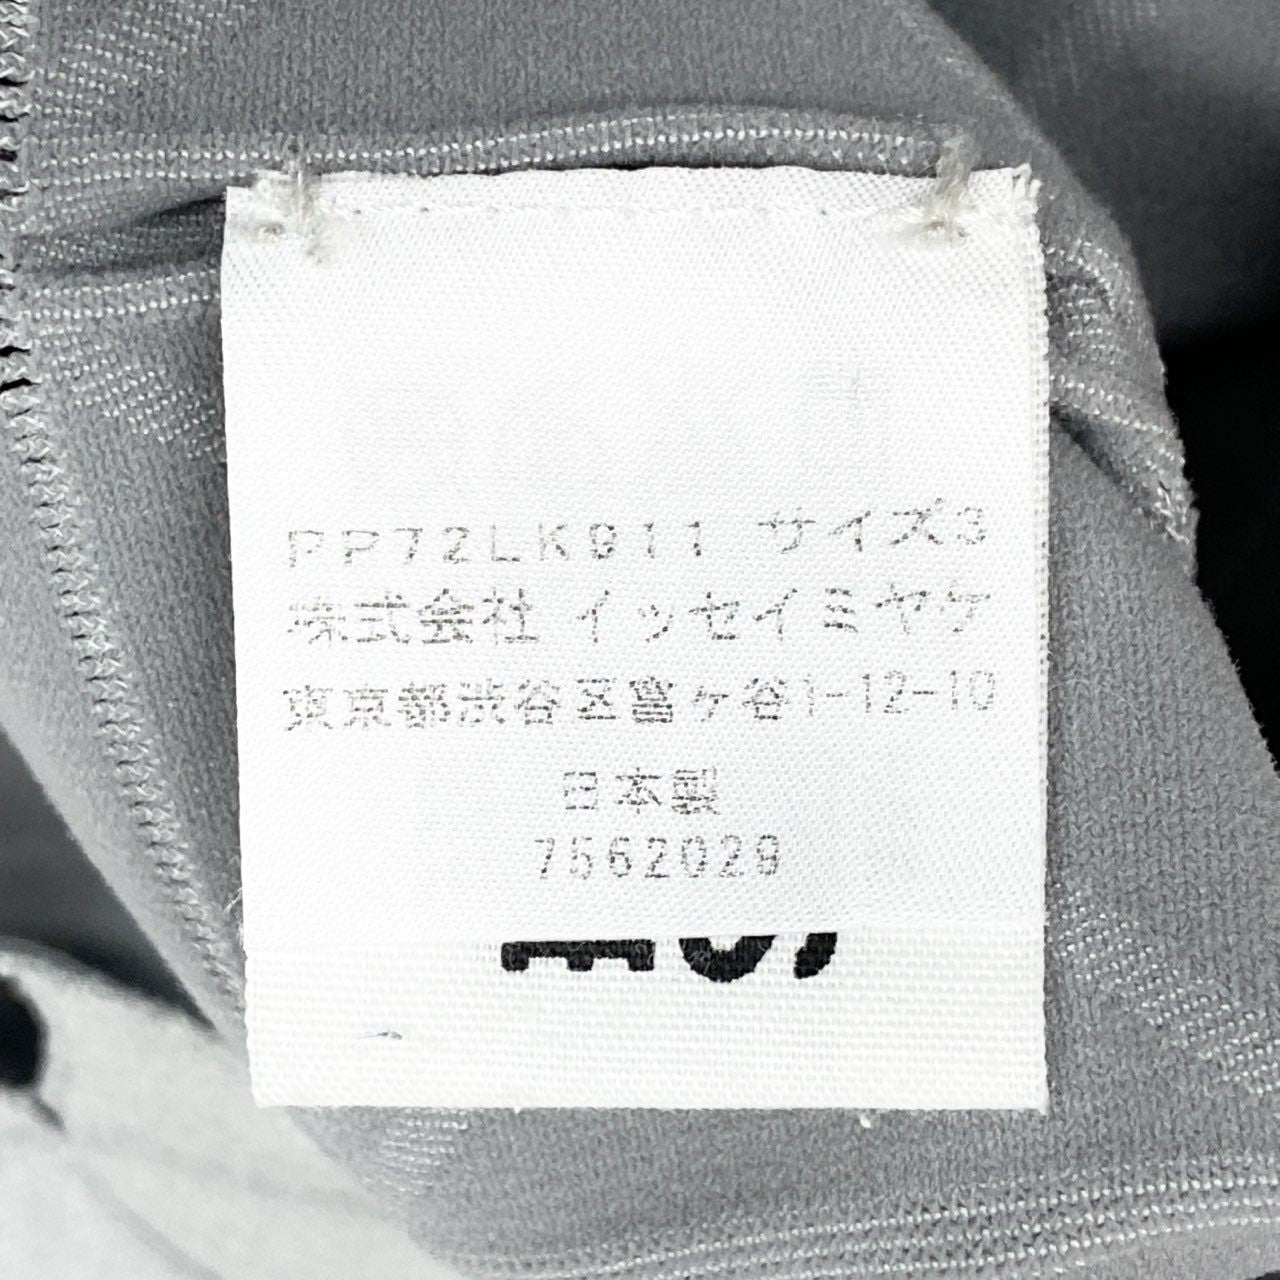 PP72LK911 サイズ3
株式会社 イッセイミヤケ
東京都渋谷区富ヶ谷1-12-10
日本製
7562029